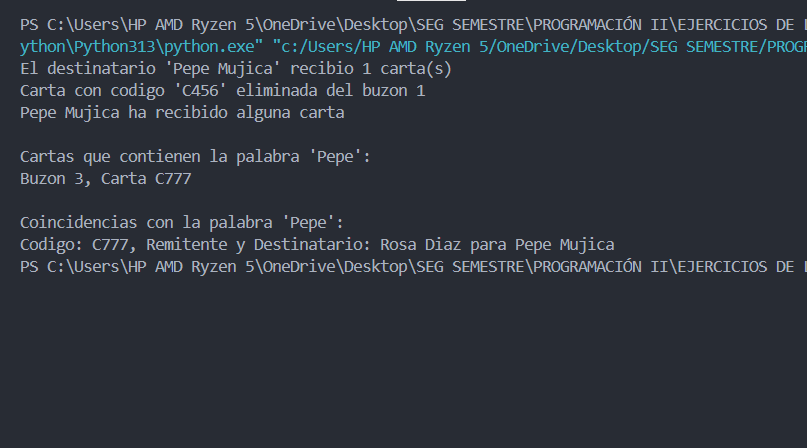 PS C:\Users\HP AMD Ryzen 5\OneDrive\Desktop\SEG SEMESTRE\PROGRAMACIÓN II\EJERCICIOS DE
ython\Python313\python.exe" "c:/Users/HP AMD Ryzen 5/OneDrive/Desktop/SEG SEMESTRE/PROGR
El destinatario 'Pepe Mujica' recibio 1 carta(s)
Carta con codigo 'C456' eliminada del buzon 1
Pepe Mujica ha recibido alguna carta
Cartas que contienen la palabra 'Pepe':
Buzon 3, Carta C777
Coincidencias con la palabra 'Pepe':
Codigo: C777, Remitente y Destinatario: Rosa Diaz para Pepe Mujica
PS C:\Users\HP AMD Ryzen 5\OneDrive\Desktop\SEG SEMESTRE\PROGRAMACIÓN II\EJERCICIOS DE